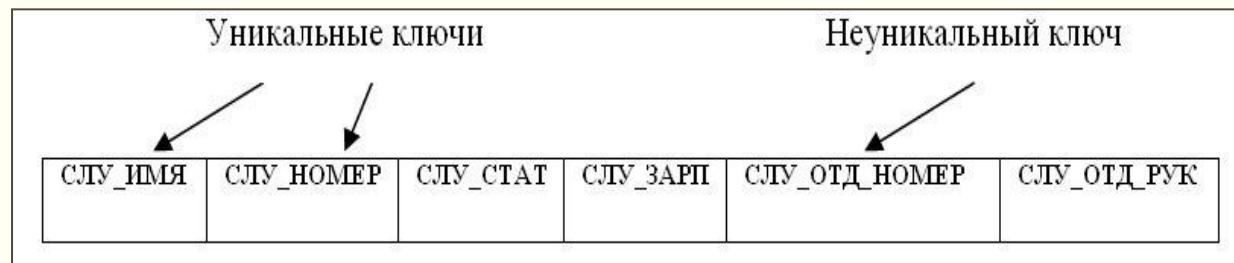 Уникальные ключи Неуникальный ключ
СЛУ_ИМЯ СЛУ_НОМЕР СЛУ_СТАТ СЛУ_ЗАРП СЛУ_ОТД_НОМЕР СЛУ_ОТД_РУК